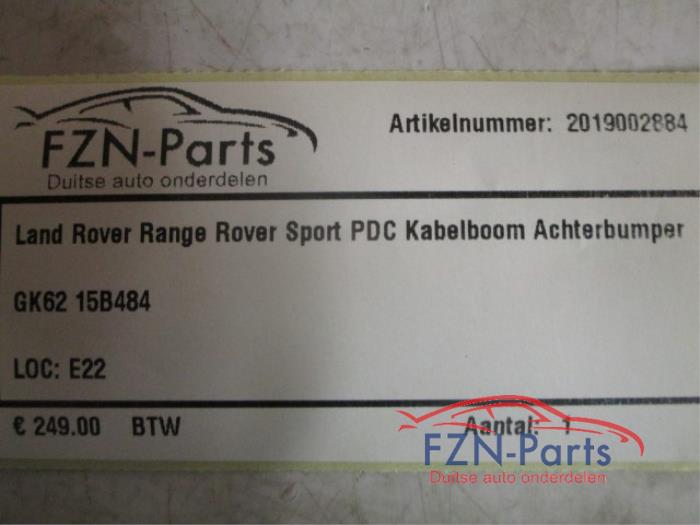 FZN-Parts
Duitse auto onderdelen
Artikelnummer: 2019002884
Land Rover Range Rover Sport PDC Kabelboom Achterbumper
GK62 15B484
LOC: E22
€ 249.00 BTW
Aantal: 1
FZN-Parts
Duitse auto onderdelen